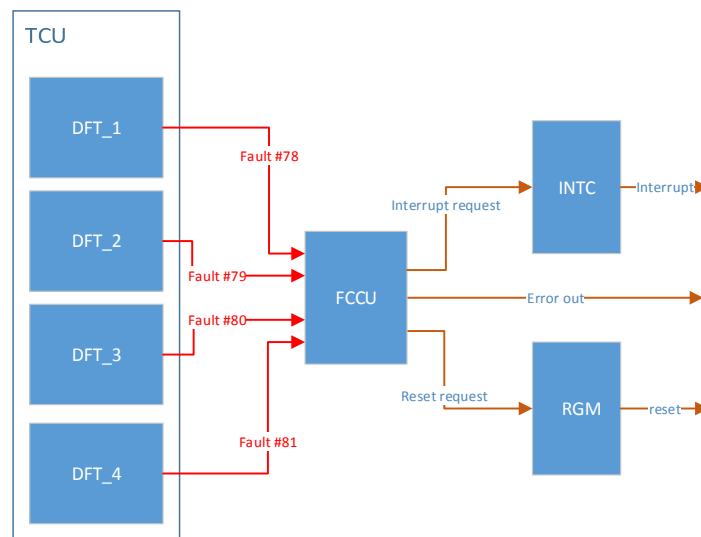 TCU
DFT_1
Fault #78
DFT_2
Fault #79
Fault #80
DFT_3
Fault #81
DFT_4
FCCU
Interrupt request
INTC
Interrupt
Error out
Reset request
RGM
reset